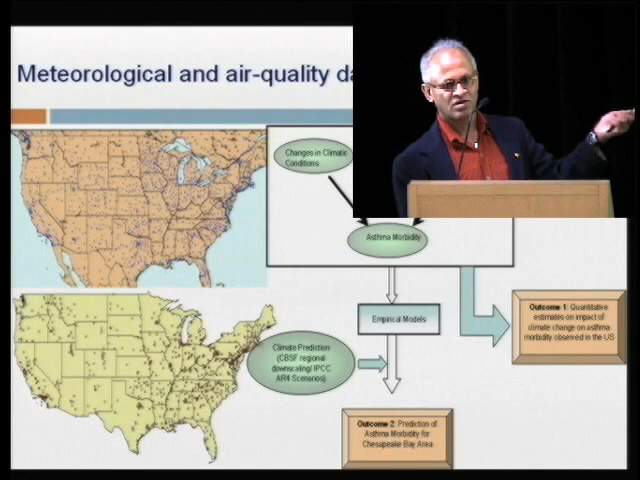 Meteorological and air-quality da
Changes in Climatic
Conditions
Asthma Morbidity
Empirical Models
Climate Prediction
(CBSF regional
downscaling/ IPCC
AR4 Scenarios)
Outcome 1: Quantitative
estimates on impact of
climate change on asthma
morbidity observed in the US
Outcome 2: Prediction of
Asthma Morbidity for
Chesapeake Bay Area